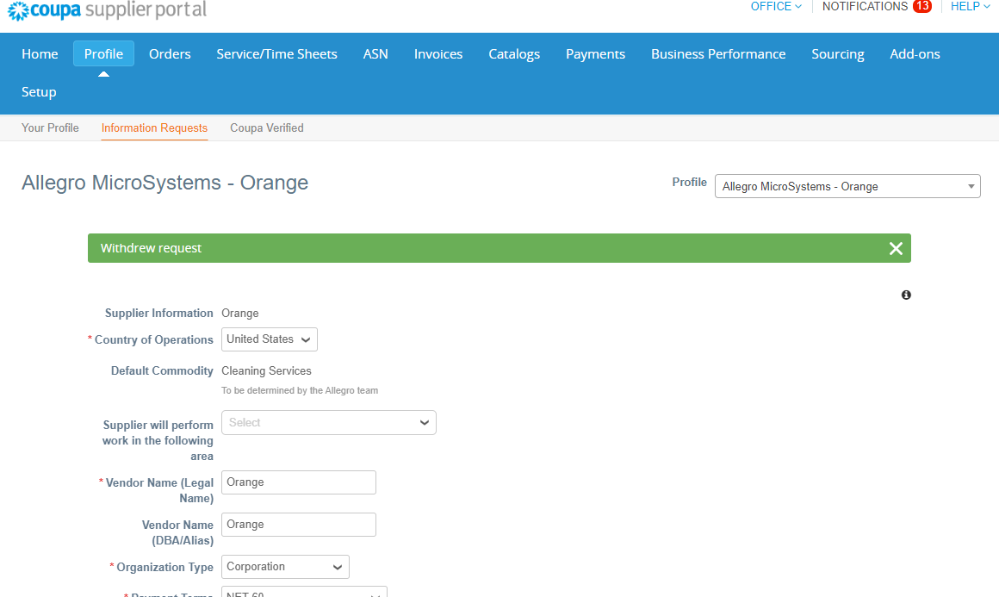 coupa supplier portal
OFFICE NOTIFICATIONS 13 HELP
Home Profile Orders Service/Time Sheets ASN Invoices Catalogs Payments Business Performance Sourcing Add-ons
Setup
Your Profile Information Requests Coupa Verified
Allegro MicroSystems - Orange
Profile Allegro MicroSystems - Orange
Withdrew request
Supplier Information Orange
* Country of Operations United States
Default Commodity Cleaning Services
To be determined by the Allegro team
Supplier will perform Select
work in the following
area
* Vendor Name (Legal Orange
Name)
Vendor Name Orange
(DBA/Alias)
* Organization Type Corporation
* Payment Terms NET 60